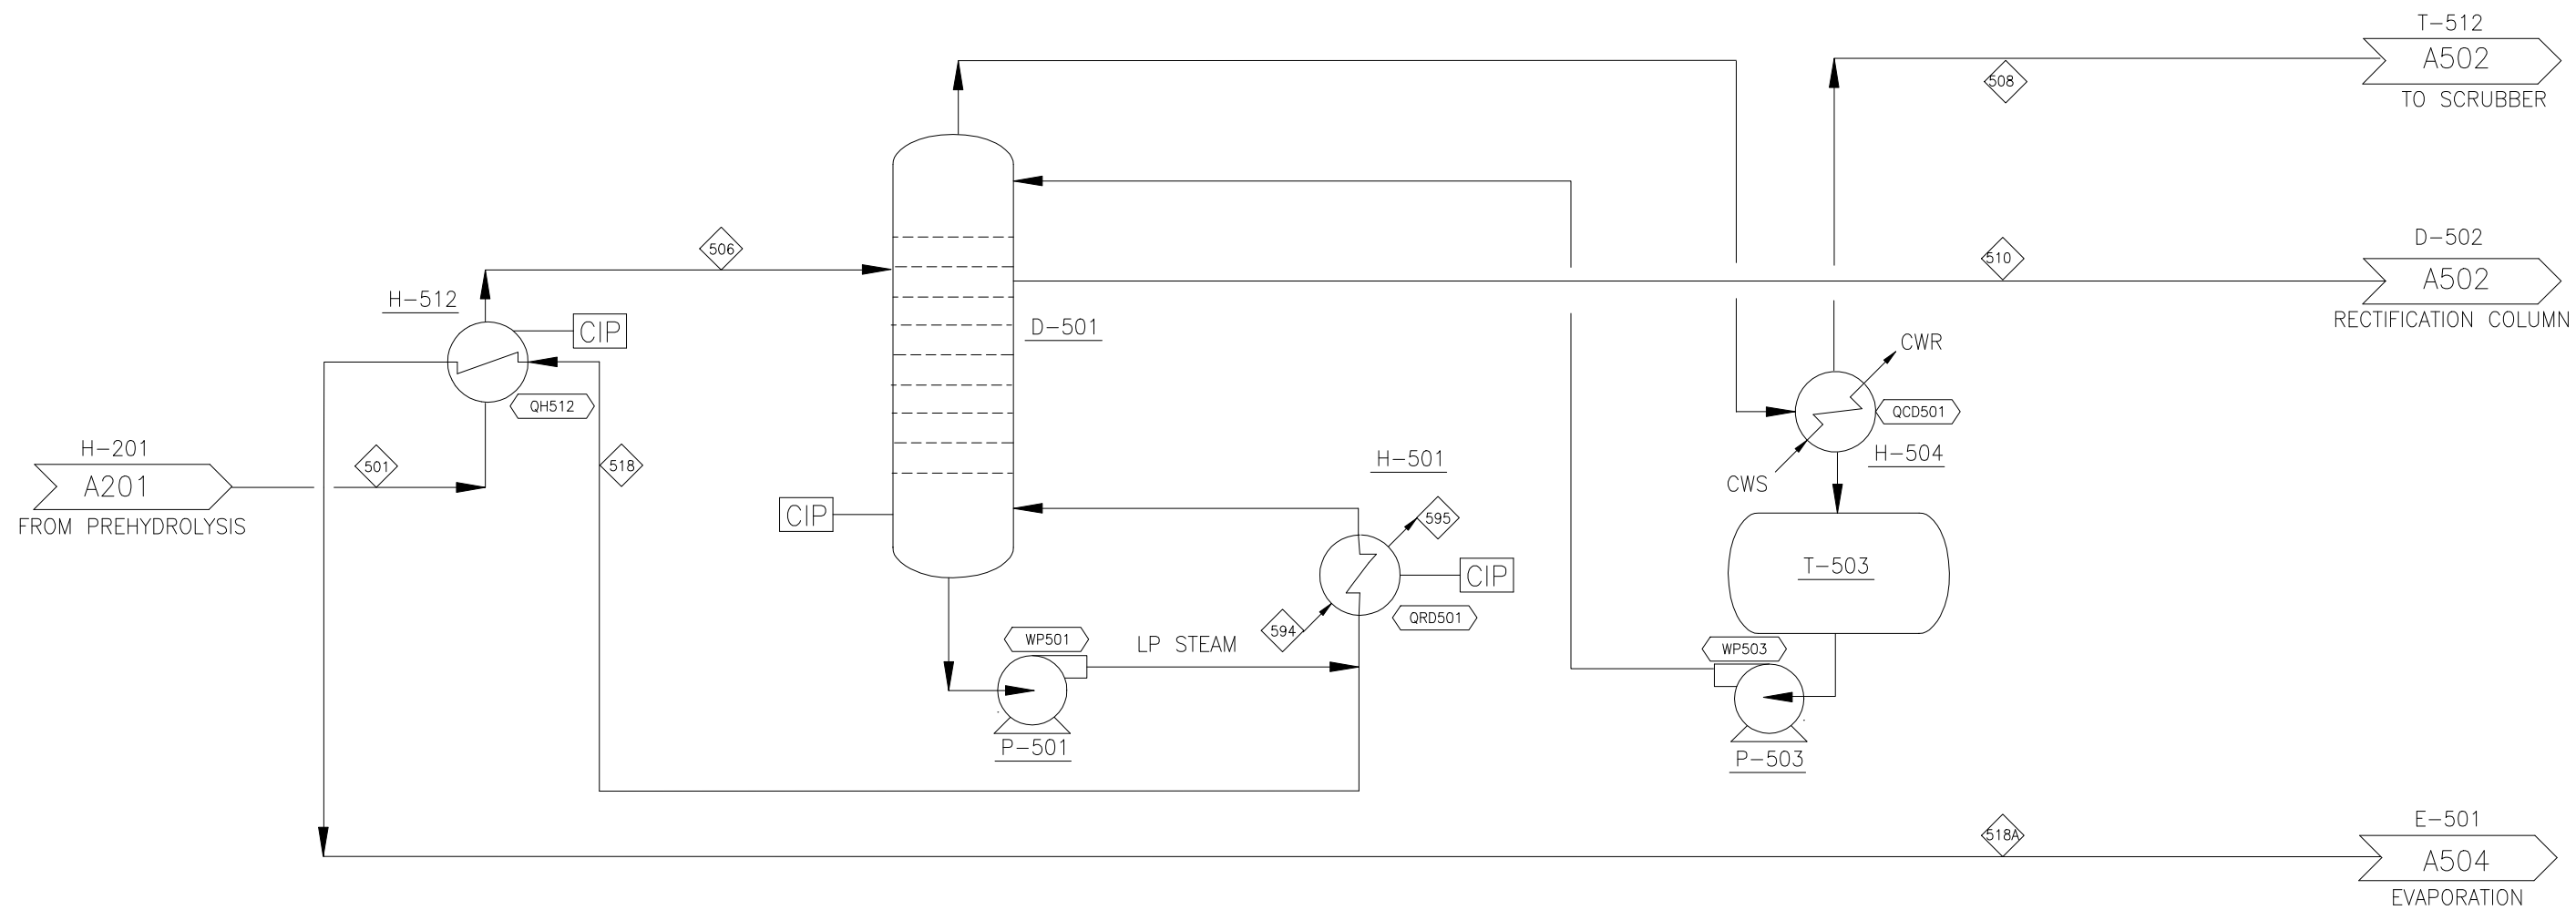 T-512
A502
TO SCRUBBER
508
D-502
A502
RECTIFICATION COLUMN
510
506
H-512
CIP
QH512
D-501
CWR
QCD501
H-504
CWS
H-201
A201
FROM PREHYDROLYSIS
501
518
H-501
595
CIP
CIP
594
QRD501
T-503
WP501
LP STEAM
WP503
P-501
P-503
518A
E-501
A504
EVAPORATION